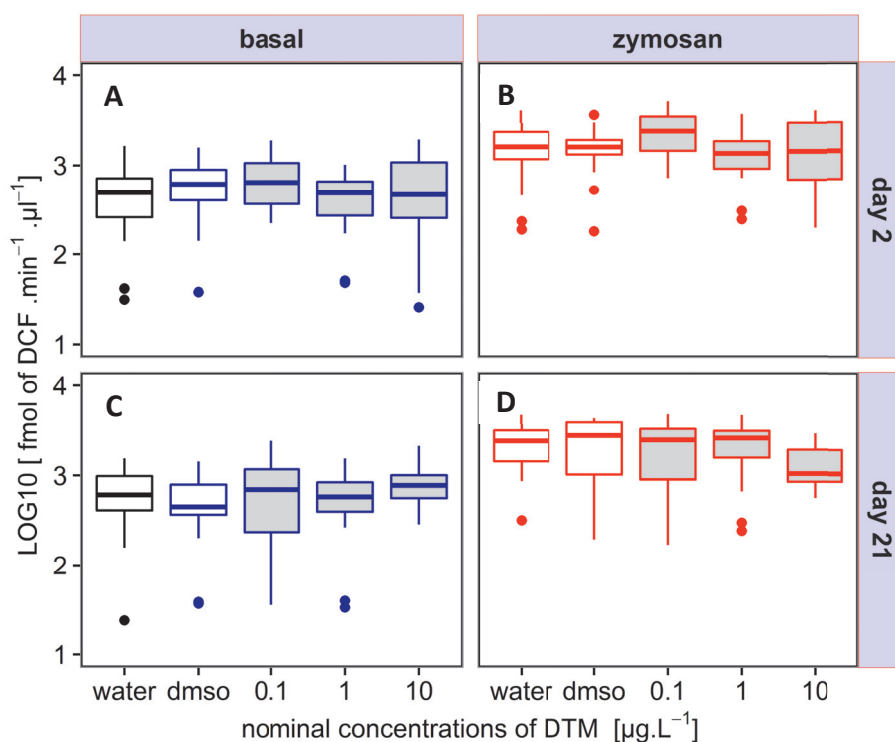 basal
zymosan
A
B
C
D
day 2
day 21
4
3
2
1
4
3
2
1
LOG10 [ fmol of DCF .min⁻¹ .µl⁻¹]
water dmso 0.1 1 10
water dmso 0.1 1 10
nominal concentrations of DTM [µg.L⁻¹]